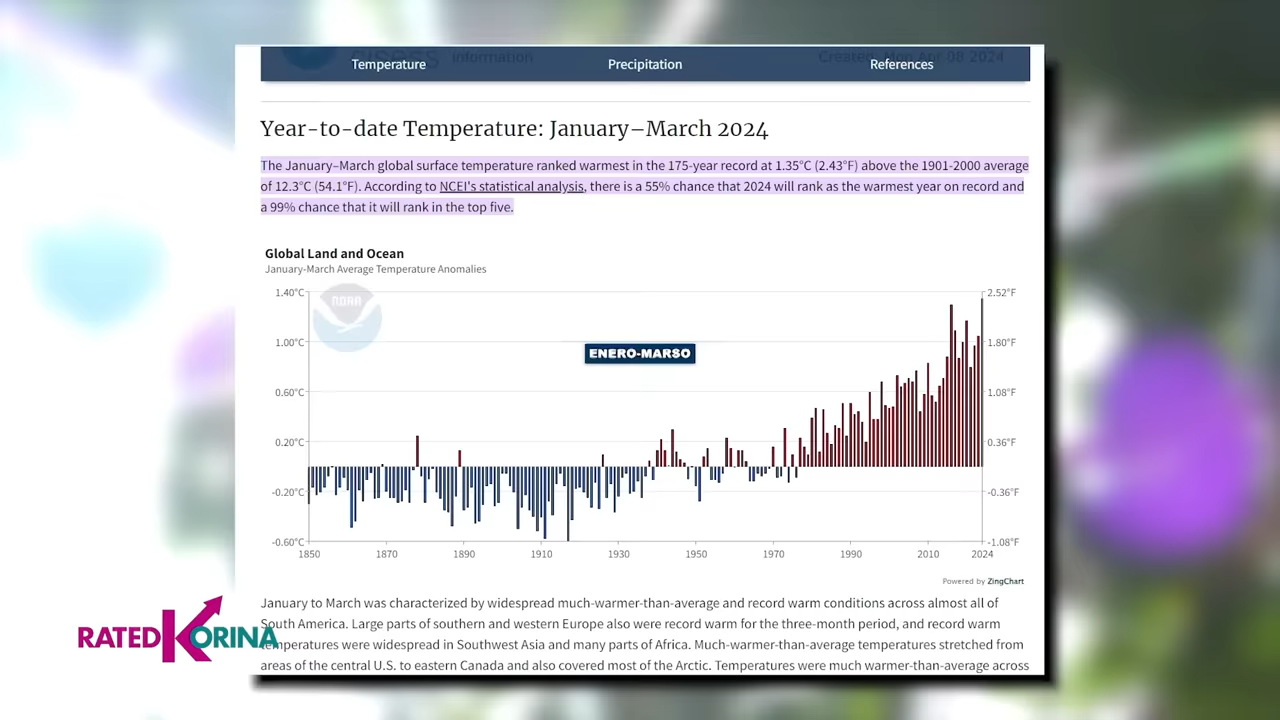 Information
Created: Mon Apr 08 2024
Temperature Precipitation References
Year-to-date Temperature: January–March 2024
The January–March global surface temperature ranked warmest in the 175-year record at 1.35°C (2.43°F) above the 1901-2000 average
of 12.3°C (54.1°F). According to NCEI's statistical analysis, there is a 55% chance that 2024 will rank as the warmest year on record and
a 99% chance that it will rank in the top five.
Global Land and Ocean
January-March Average Temperature Anomalies
1.40°C 2.52°F
NOAA
1.00°C 1.80°F
ENERO-MARSO
0.60°C 1.08°F
0.20°C 0.36°F
-0.20°C -0.36°F
-0.60°C -1.08°F
1850 1870 1890 1910 1930 1950 1970 1990 2010 2024
Powered by ZingChart
January to March was characterized by widespread much-warmer-than-average and record warm conditions across almost all of
South America. Large parts of southern and western Europe also were record warm for the three-month period, and record warm
temperatures were widespread in Southwest Asia and many parts of Africa. Much-warmer-than-average temperatures stretched from
areas of the central U.S. to eastern Canada and also covered most of the Arctic. Temperatures were much warmer-than-average across
RATED KORINA